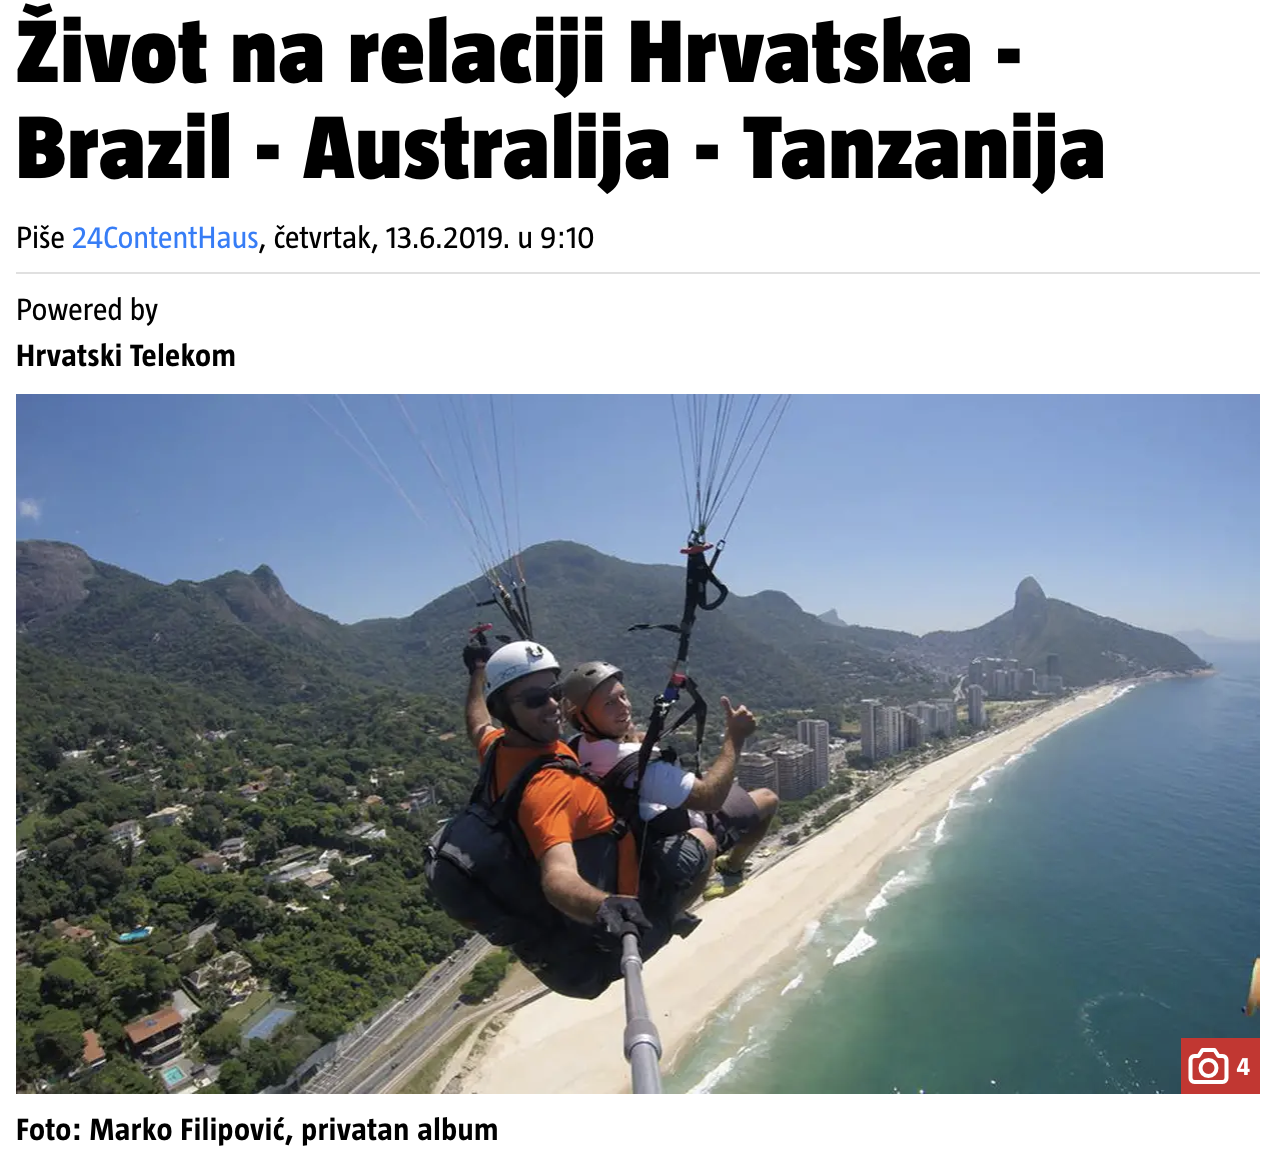 Život na relaciji Hrvatska -
Brazil - Australija - Tanzanija
Piše 24ContentHaus, četvrtak, 13.6.2019. u 9:10
Powered by
Hrvatski Telekom
4
Foto: Marko Filipović, privatan album